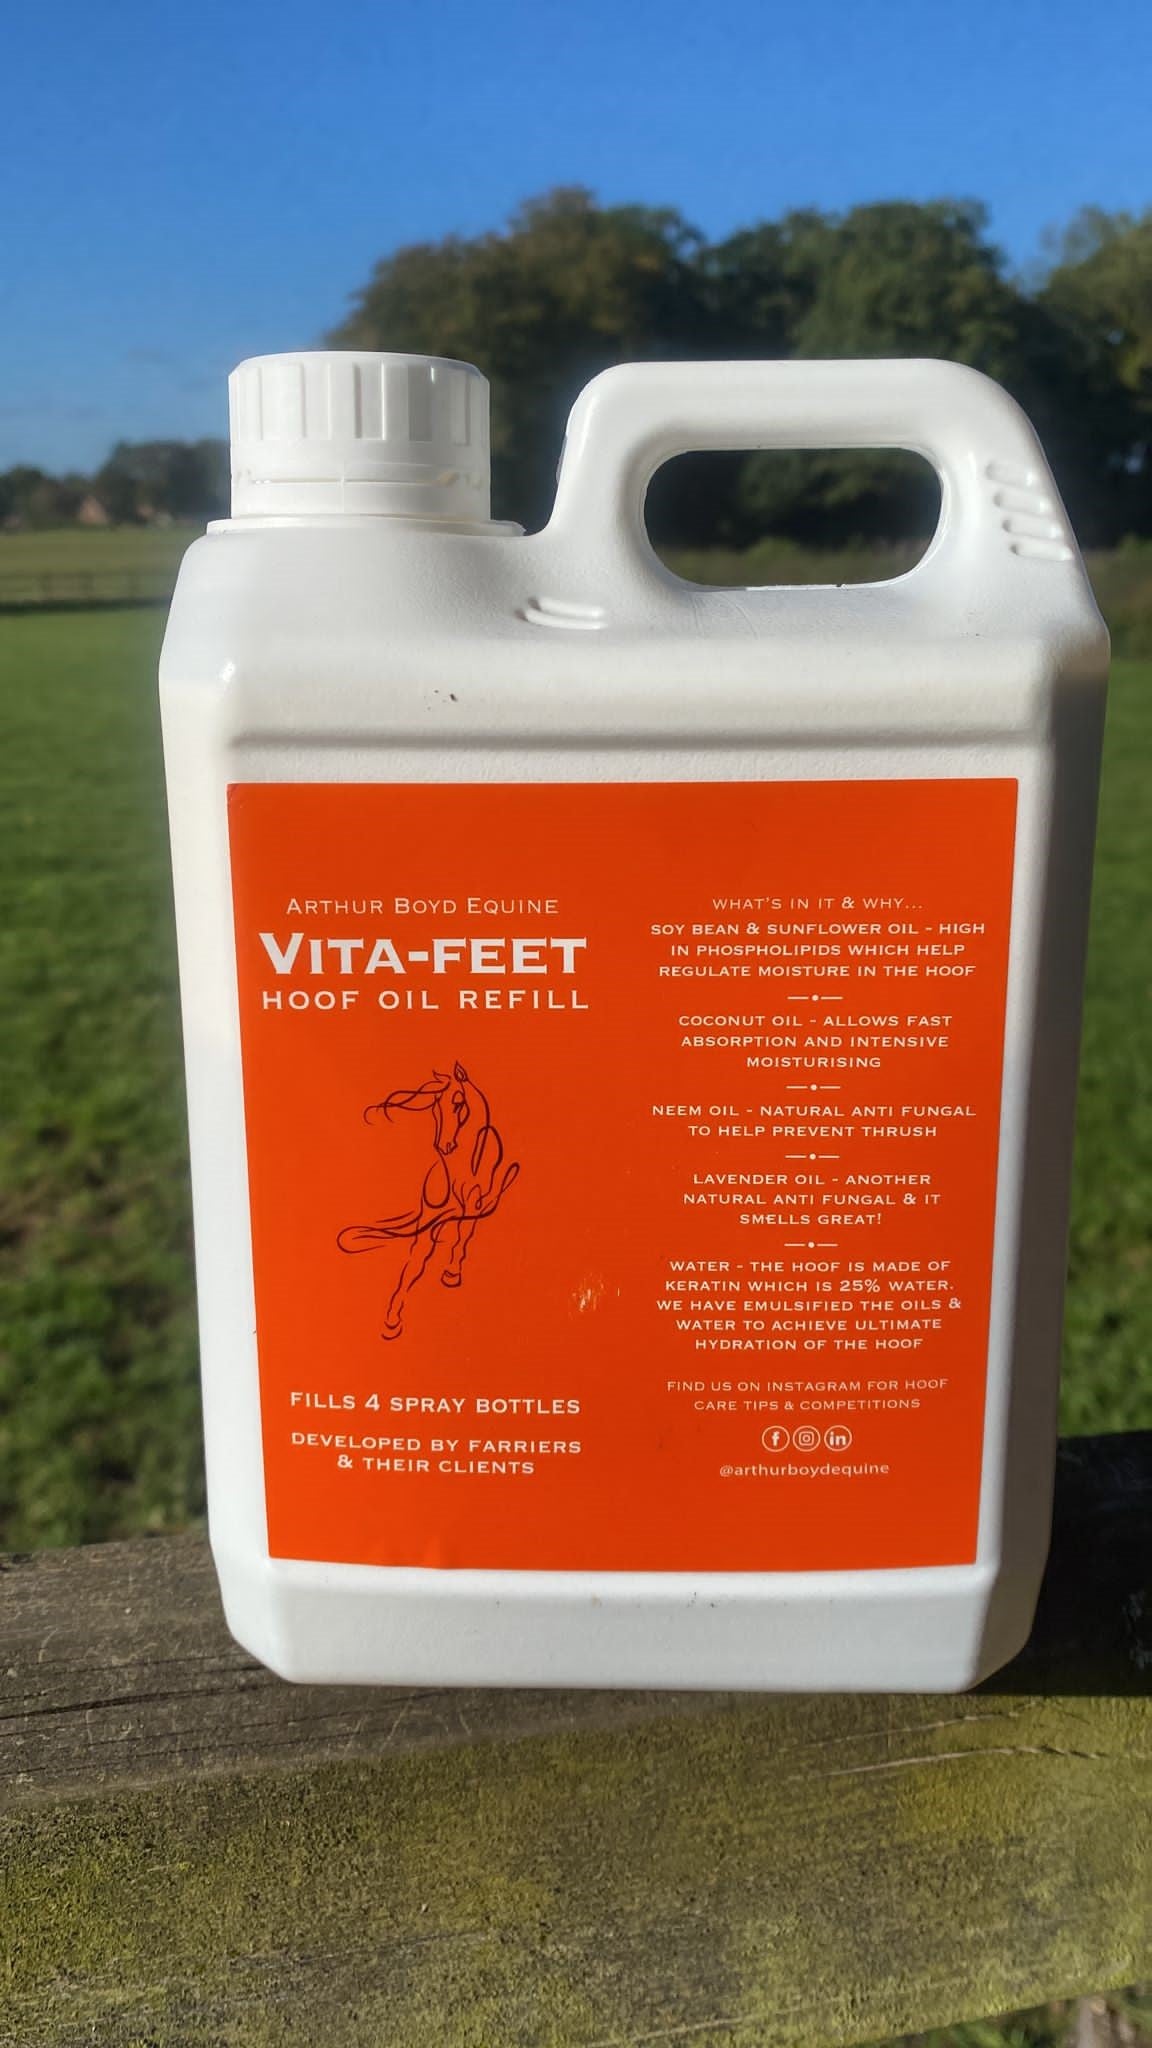 ARTHUR BOYD EQUINE
VITA-FEET
HOOF OIL REFILL
FILLS 4 SPRAY BOTTLES
DEVELOPED BY FARRIERS
& THEIR CLIENTS
WHAT'S IN IT & WHY...
SOY BEAN & SUNFLOWER OIL - HIGH
IN PHOSPHOLIPIDS WHICH HELP
REGULATE MOISTURE IN THE HOOF
COCONUT OIL - ALLOWS FAST
ABSORPTION AND INTENSIVE
MOISTURISING
NEEM OIL - NATURAL ANTI FUNGAL
TO HELP PREVENT THRUSH
LAVENDER OIL - ANOTHER
NATURAL ANTI FUNGAL & IT
SMELLS GREAT!
WATER - THE HOOF IS MADE OF
KERATIN WHICH IS 25% WATER.
WE HAVE EMULSIFIED THE OILS &
WATER TO ACHIEVE ULTIMATE
HYDRATION OF THE HOOF
FIND US ON INSTAGRAM FOR HOOF
CARE TIPS & COMPETITIONS
f in
@arthurboydequine